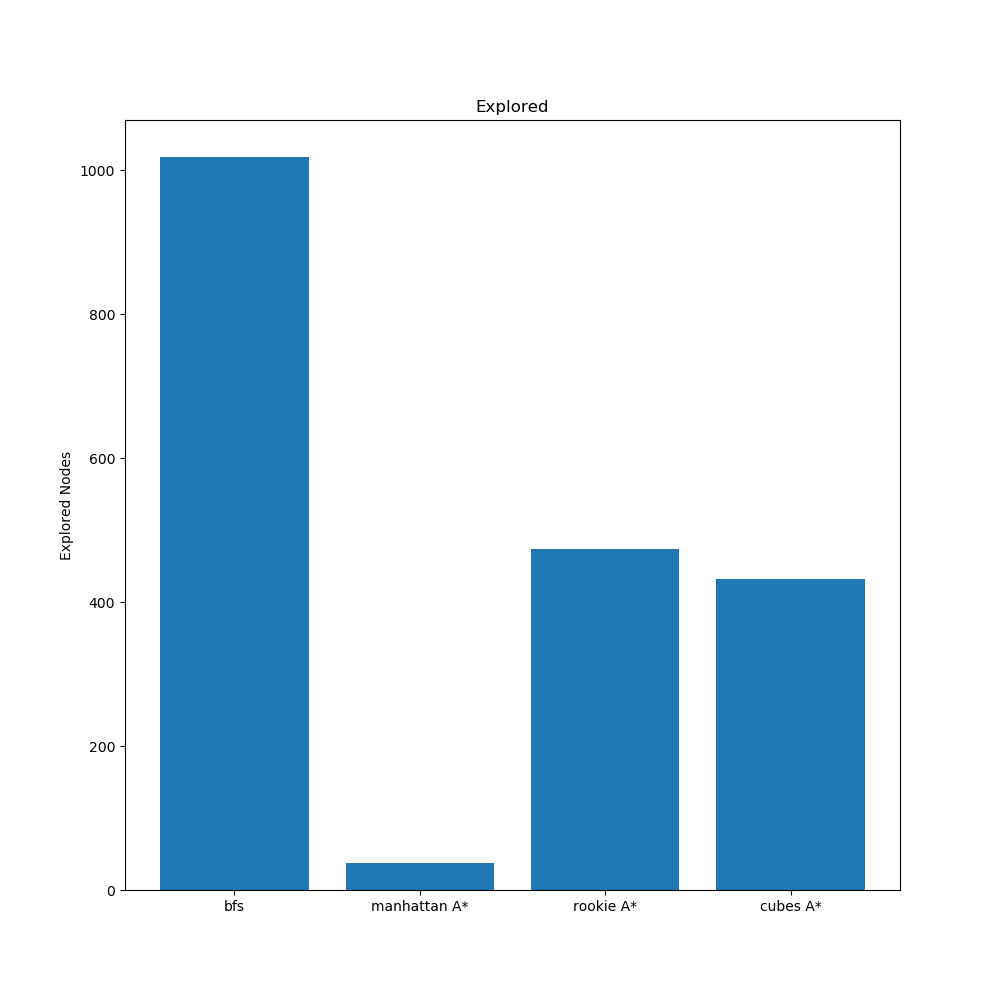 Explored
1000
800
600
400
200
0
Explored Nodes
bfs
manhattan A*
rookie A*
cubes A*